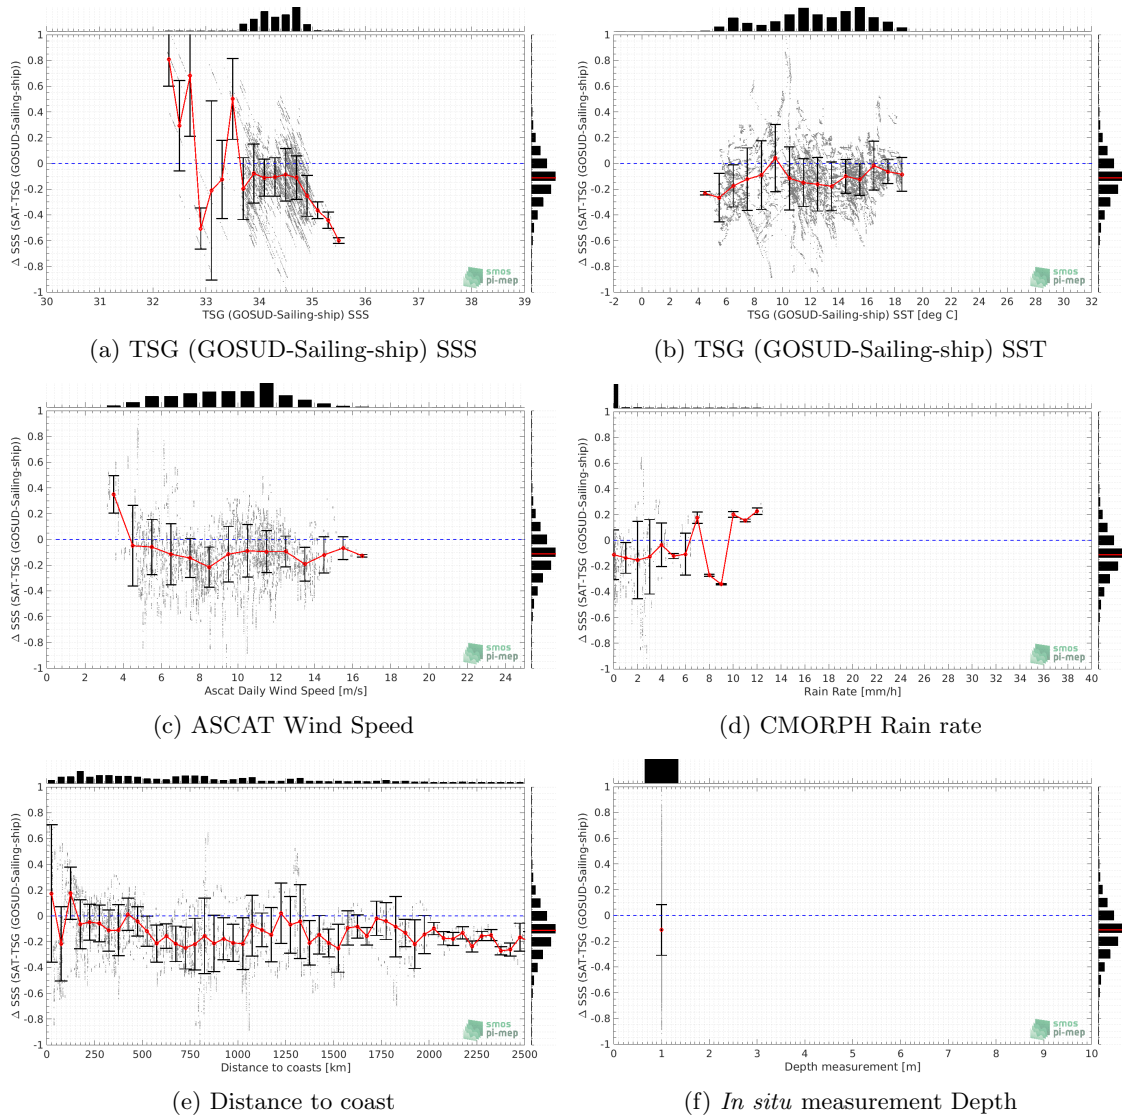 1
0.8
0.6
0.4
0.2
0
-0.2
-0.4
-0.6
-0.8
-1
Δ SSS (SAT-TSG (GOSUD-Sailing-ship))
30 31 32 33 34 35 36 37 38 39
TSG (GOSUD-Sailing-ship) SSS
smos
pi-mep
(a) TSG (GOSUD-Sailing-ship) SSS
1
0.8
0.6
0.4
0.2
0
-0.2
-0.4
-0.6
-0.8
-1
Δ SSS (SAT-TSG (GOSUD-Sailing-ship))
-2 0 2 4 6 8 10 12 14 16 18 20 22 24 26 28 30 32
TSG (GOSUD-Sailing-ship) SST [deg C]
smos
pi-mep
(b) TSG (GOSUD-Sailing-ship) SST
1
0.8
0.6
0.4
0.2
0
-0.2
-0.4
-0.6
-0.8
-1
Δ SSS (SAT-TSG (GOSUD-Sailing-ship))
0 2 4 6 8 10 12 14 16 18 20 22 24
Ascat Daily Wind Speed [m/s]
smos
pi-mep
(c) ASCAT Wind Speed
1
0.8
0.6
0.4
0.2
0
-0.2
-0.4
-0.6
-0.8
-1
Δ SSS (SAT-TSG (GOSUD-Sailing-ship))
0 2 4 6 8 10 12 14 16 18 20 22 24 26 28 30 32 34 36 38 40
Rain Rate [mm/h]
smos
pi-mep
(d) CMORPH Rain rate
1
0.8
0.6
0.4
0.2
0
-0.2
-0.4
-0.6
-0.8
-1
Δ SSS (SAT-TSG (GOSUD-Sailing-ship))
0 250 500 750 1000 1250 1500 1750 2000 2250 2500
Distance to coasts [km]
smos
pi-mep
(e) Distance to coast
1
0.8
0.6
0.4
0.2
0
-0.2
-0.4
-0.6
-0.8
-1
Δ SSS (SAT-TSG (GOSUD-Sailing-ship))
0 1 2 3 4 5 6 7 8 9 10
Depth measurement [m]
smos
pi-mep
(f) In situ measurement Depth